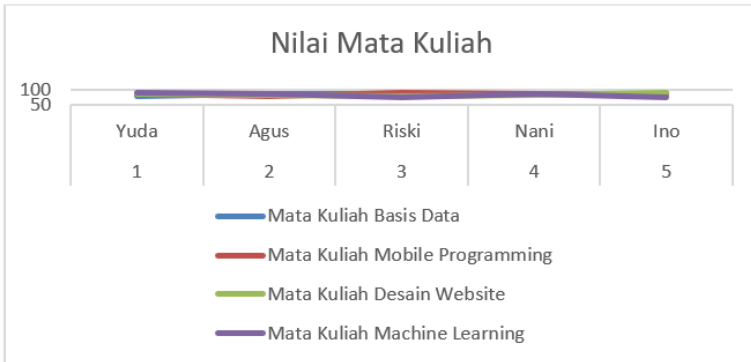 Nilai Mata Kuliah
100
50
Yuda Agus Riski Nani Ino
1 2 3 4 5
Mata Kuliah Basis Data
Mata Kuliah Mobile Programming
Mata Kuliah Desain Website
Mata Kuliah Machine Learning